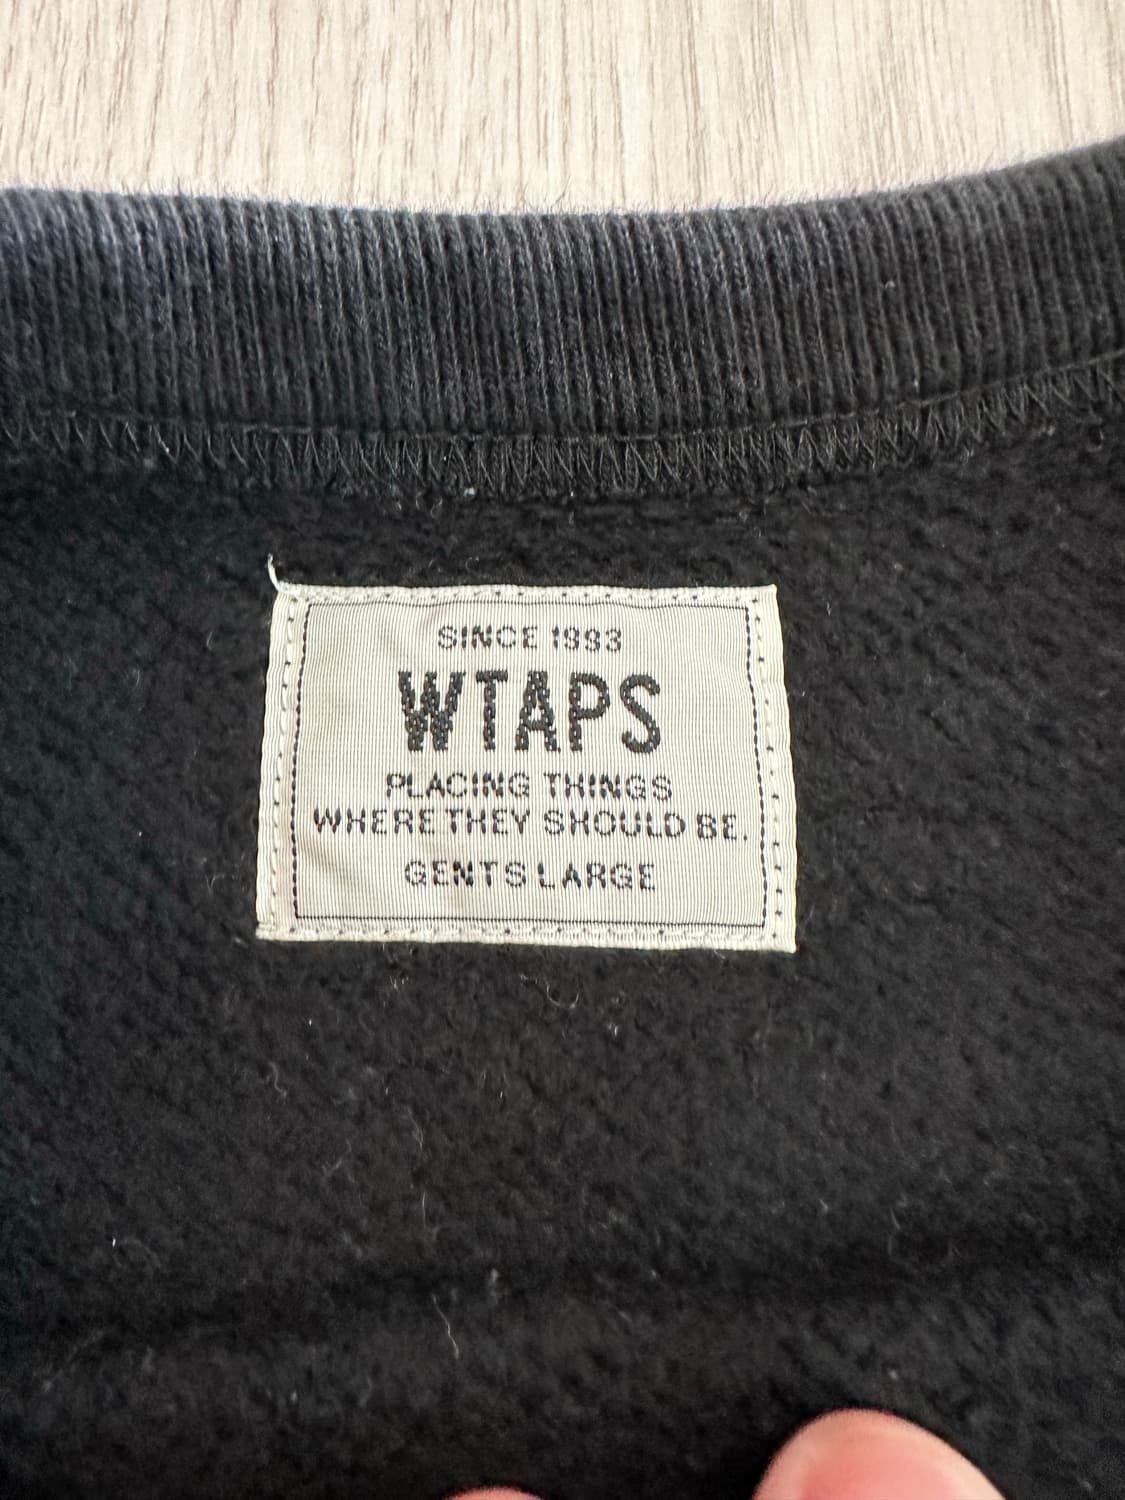 SINCE 1993
WTAPS
PLACING THINGS
WHERE THEY SHOULD BE.
GENTS LARGE